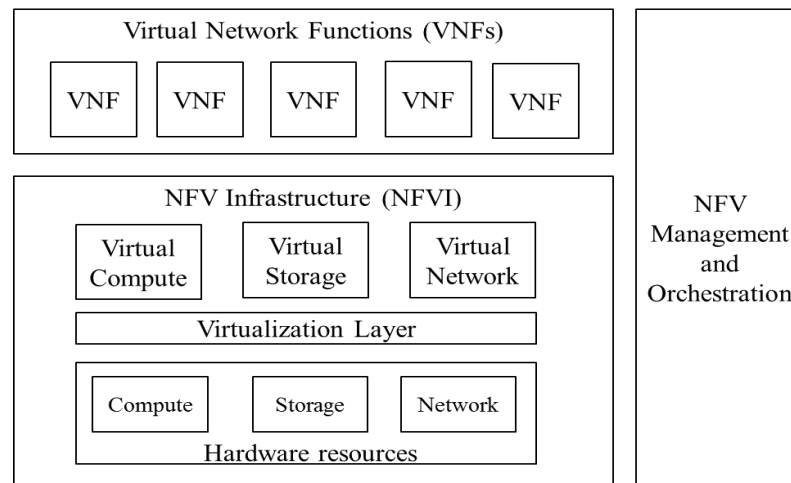 Virtual Network Functions (VNFs)
VNF
VNF
VNF
VNF
VNF
NFV Infrastructure (NFVI)
Virtual
Compute
Virtual
Storage
Virtual
Network
Virtualization Layer
Compute
Storage
Network
Hardware resources
NFV
Management
and
Orchestration